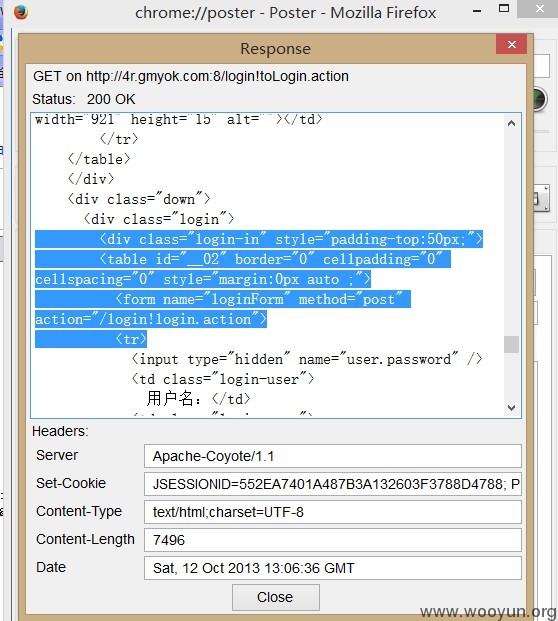 chrome://poster - Poster - Mozilla Firefox
Response
GET on http://4r.gmyok.com:8/login!toLogin.action
Status: 200 OK
width="921" height="15" alt=""></td>
</tr>
</table>
</div>
<div class="down">
<div class="login">
<div class="login-in" style="padding-top:50px;">
<table id="__02" border="0" cellpadding="0"
cellspacing="0" style="margin:0px auto ;">
<form name="loginForm" method="post"
action="/login!login.action">
<tr>
<input type="hidden" name="user.password" />
<td class="login-user">
用户名：</td>
Headers:
Server Apache-Coyote/1.1
Set-Cookie JSESSIONID=552EA7401A487B3A132603F3788D4788; P
Content-Type text/html;charset=UTF-8
Content-Length 7496
Date Sat, 12 Oct 2013 13:06:36 GMT
Close
www.wooyun.org